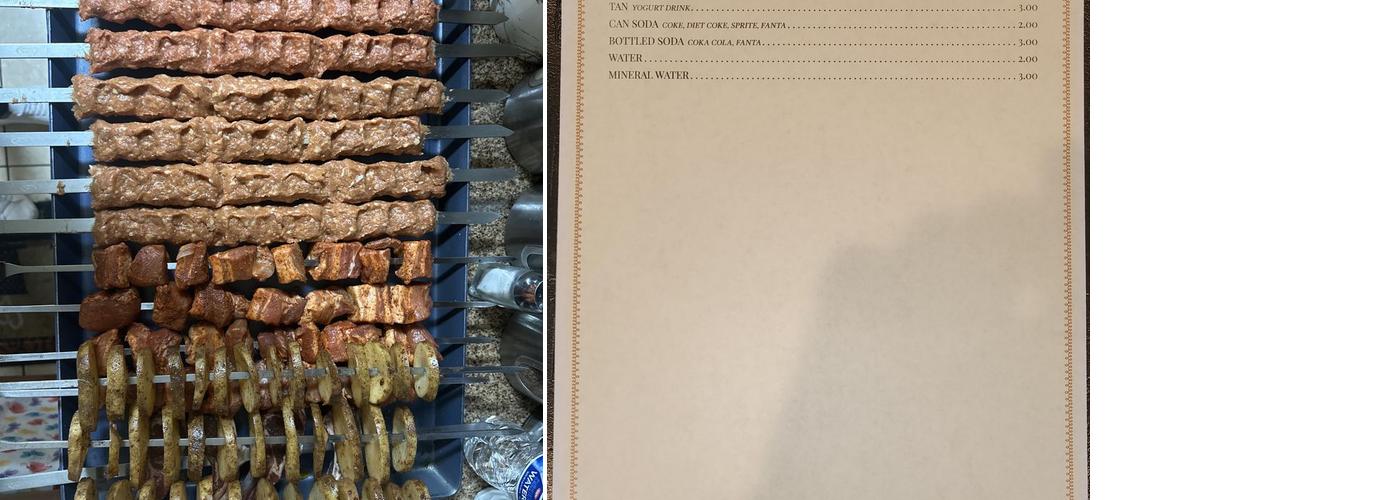 TAN YOGURT DRINK 3.00
CAN SODA COKE, DIET COKE, SPRITE, FANTA 2.00
BOTTLED SODA COKA COLA, FANTA 3.00
WATER 2.00
MINERAL WATER 3.00
WATER